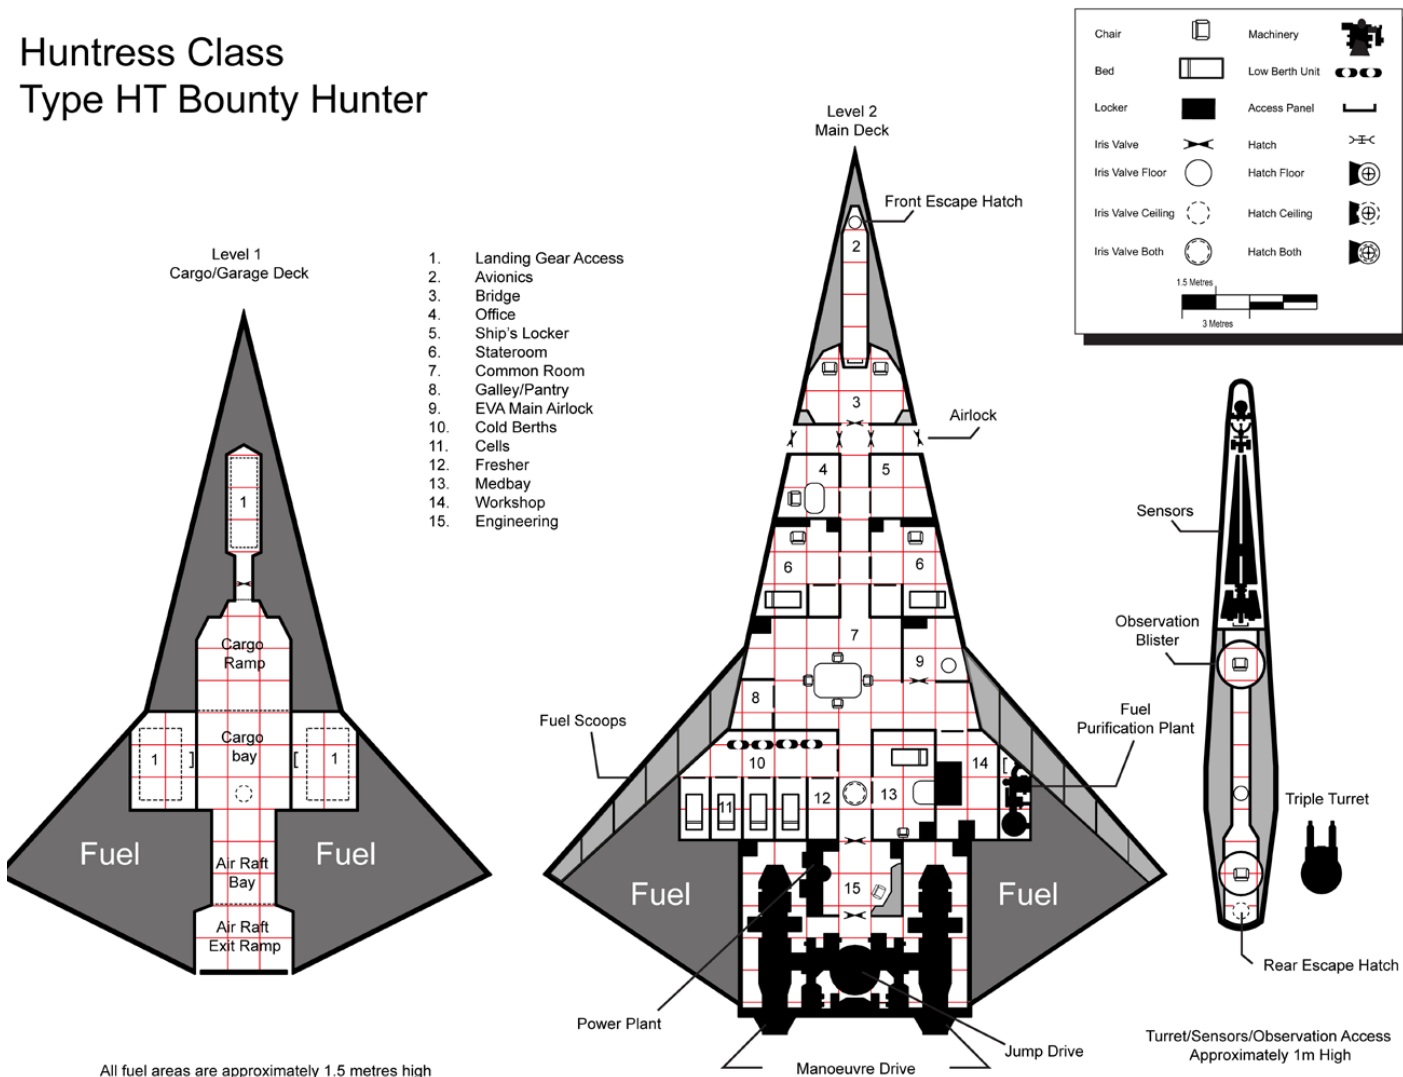 Huntress Class
Type HT Bounty Hunter
Level 1
Cargo/Garage Deck
1. Landing Gear Access
2. Avionics
3. Bridge
4. Office
5. Ship's Locker
6. Stateroom
7. Common Room
8. Galley/Pantry
9. EVA Main Airlock
10. Cold Berths
11. Cells
12. Fresher
13. Medbay
14. Workshop
15. Engineering
Level 2
Main Deck
Chair
Machinery
Bed
Low Berth Unit
Locker
Access Panel
Iris Valve
Hatch
Iris Valve Floor
Hatch Floor
Iris Valve Ceiling
Hatch Ceiling
Iris Valve Both
Hatch Both
1.5 Metres
3 Metres
1
Cargo
Ramp
1
Cargo
bay
1
Fuel
Fuel
Air Raft
Bay
Air Raft
Exit Ramp
All fuel areas are approximately 1.5 metres high
Front Escape Hatch
2
3
Airlock
4
5
6
6
7
9
8
Fuel Scoops
Fuel
Purification Plant
10
14
11
12
13
15
Fuel
Fuel
Power Plant
Jump Drive
Manoeuvre Drive
Sensors
Observation
Blister
Triple Turret
Rear Escape Hatch
Turret/Sensors/Observation Access
Approximately 1m High